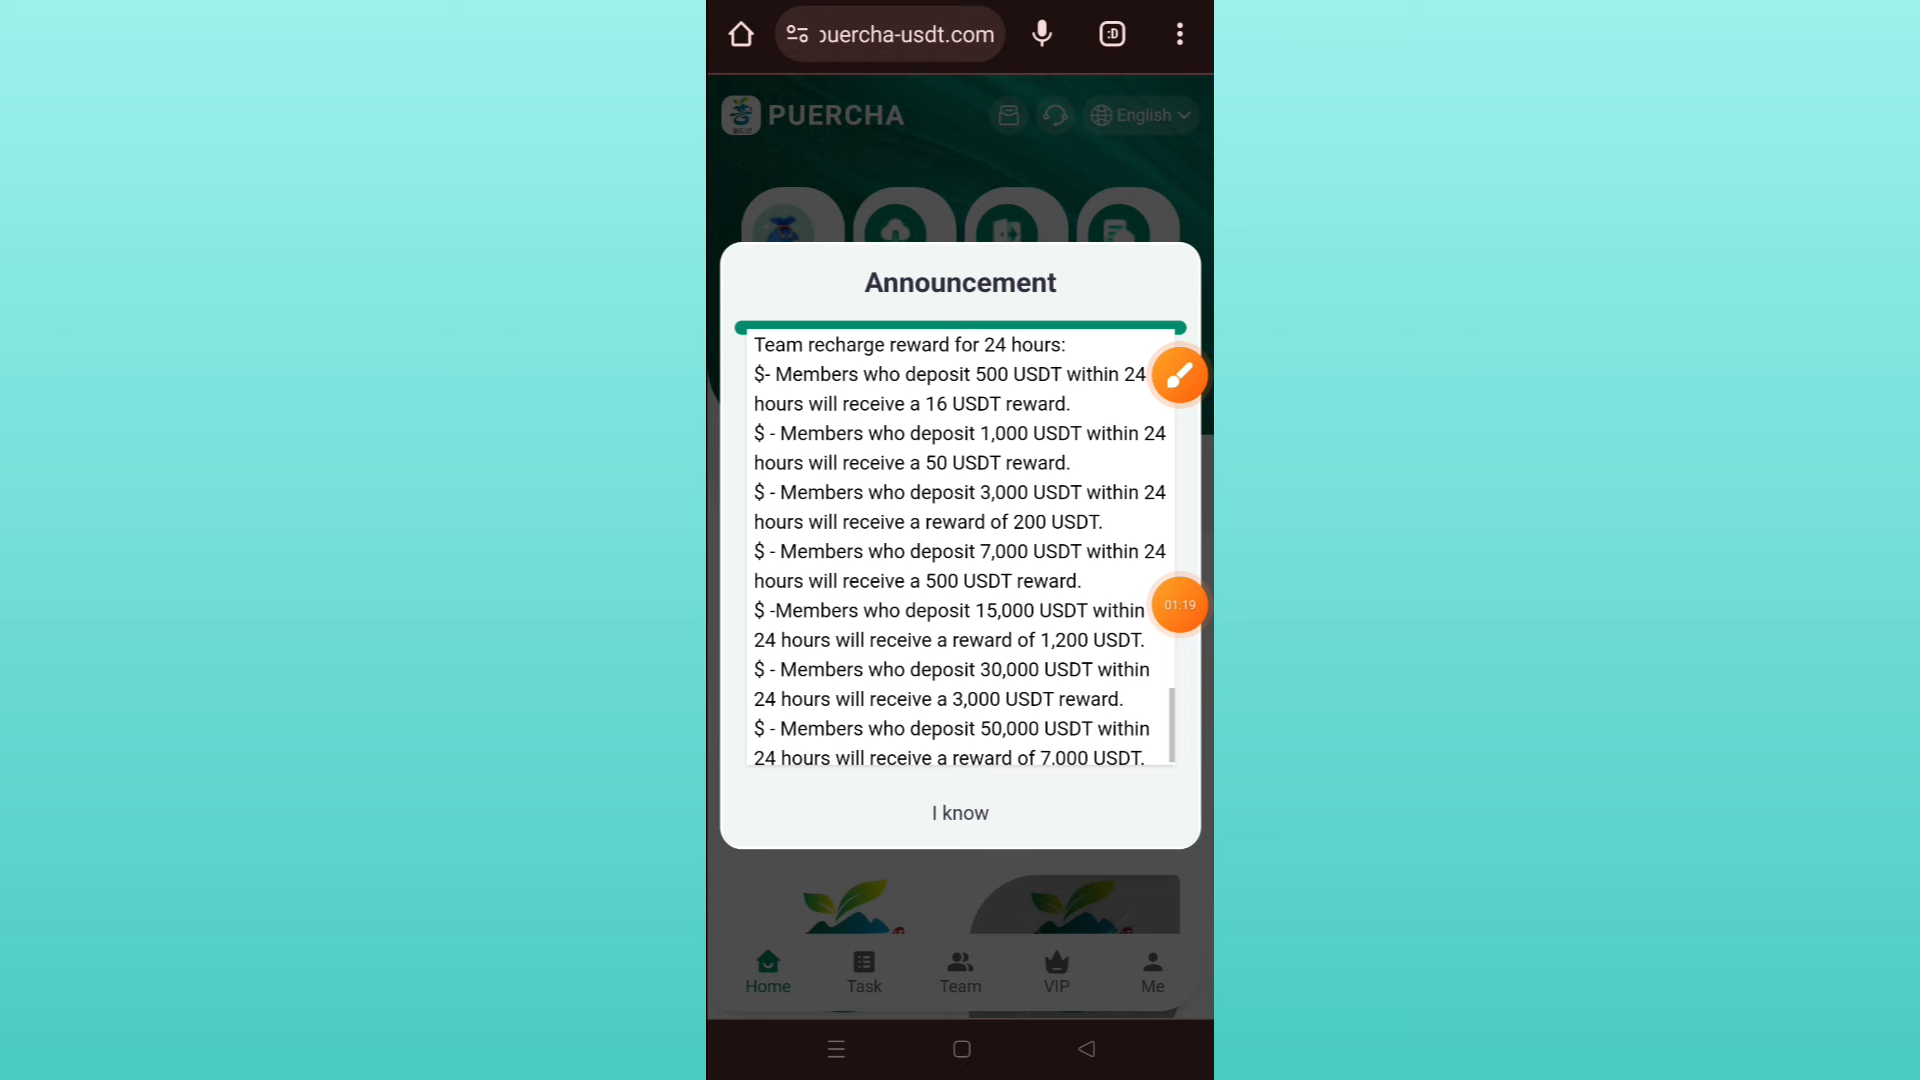 puercha-usdt.com
:D
PUERCHA
English
Announcement
Team recharge reward for 24 hours:
$- Members who deposit 500 USDT within 24
hours will receive a 16 USDT reward.
$ - Members who deposit 1,000 USDT within 24
hours will receive a 50 USDT reward.
$ - Members who deposit 3,000 USDT within 24
hours will receive a reward of 200 USDT.
$ - Members who deposit 7,000 USDT within 24
hours will receive a 500 USDT reward.
$ -Members who deposit 15,000 USDT within
24 hours will receive a reward of 1,200 USDT.
$ - Members who deposit 30,000 USDT within
24 hours will receive a 3,000 USDT reward.
$ - Members who deposit 50,000 USDT within
24 hours will receive a reward of 7,000 USDT.
01:19
I know
Home
Task
Team
VIP
Me